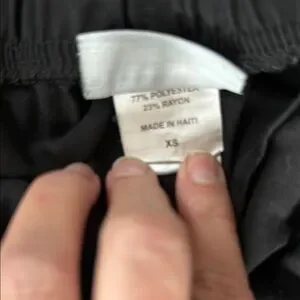 77% POLYESTER
23% RAYON
MADE IN HAITI
XS